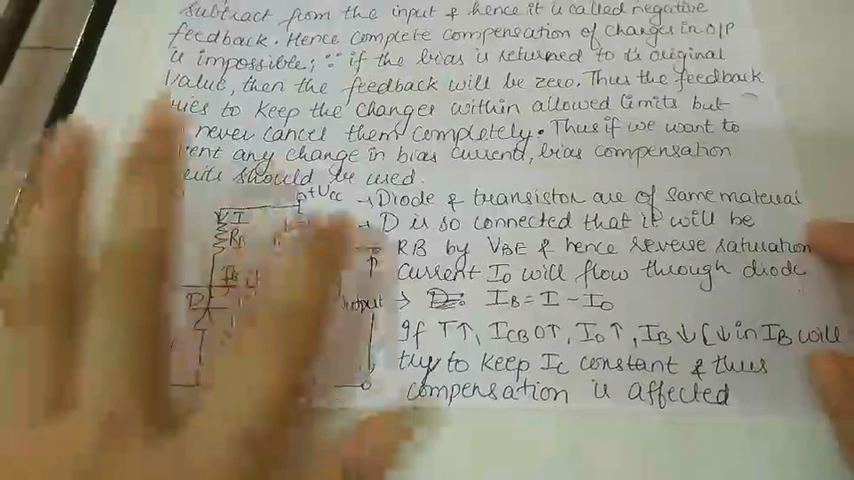 subtract from the input & hence it is called negative
feedback. Hence complete compensation of changes in O/P
is impossible; ∵ if the bias is returned to its original
value, then the feedback will be zero. Thus the feedback
to keep the changes within allowed limits but
never cancel them completely. Thus if we want to
any change in bias current, bias compensation
should be used.
+Vcc → Diode & transistor are of same material
I → D is so connected that it will be
RB by VBE & hence reverse saturation
IB ↑ current Io will flow through diode
D → IB = I - Io
If T↑, ICBO↑, Io↑, IB↓ [↓ in IB will
try to keep Ic constant & thus
compensation is affected